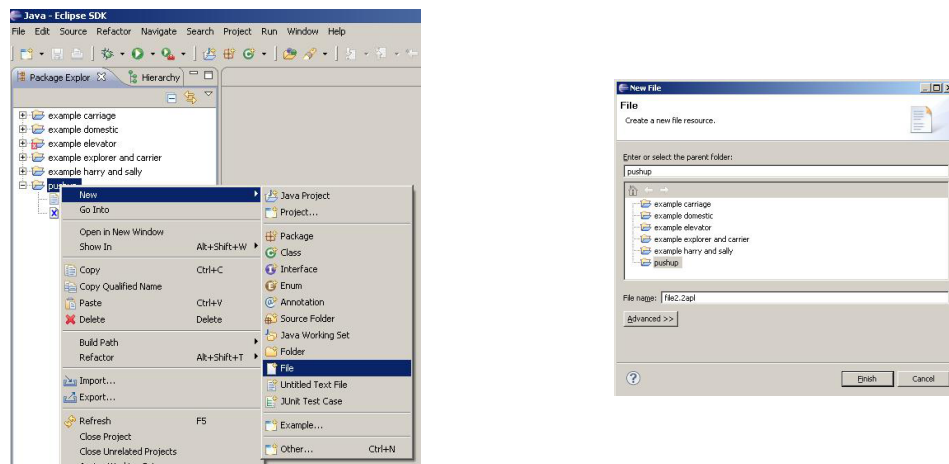 Java - Eclipse SDK
File Edit Source Refactor Navigate Search Project Run Window Help
Package Explor Hierarchy
example carriage
example domestic
example elevator
example explorer and carrier
example harry and sally
New
Go Into
Open in New Window
Show In Alt+Shift+W
Copy Ctrl+C
Copy Qualified Name
Paste Ctrl+V
Delete Delete
Build Path
Refactor Alt+Shift+T
Import...
Export...
Refresh F5
Close Project
Close Unrelated Projects
Java Project
Project...
Package
Class
Interface
Enum
Annotation
Source Folder
Java Working Set
Folder
File
Untitled Text File
JUnit Test Case
Example...
Other... Ctrl+N
New File
File
Create a new file resource.
Enter or select the parent folder:
pushup
example carriage
example domestic
example elevator
example explorer and carrier
example harry and sally
pushup
File name: file2.2apl
Advanced >>
Finish Cancel